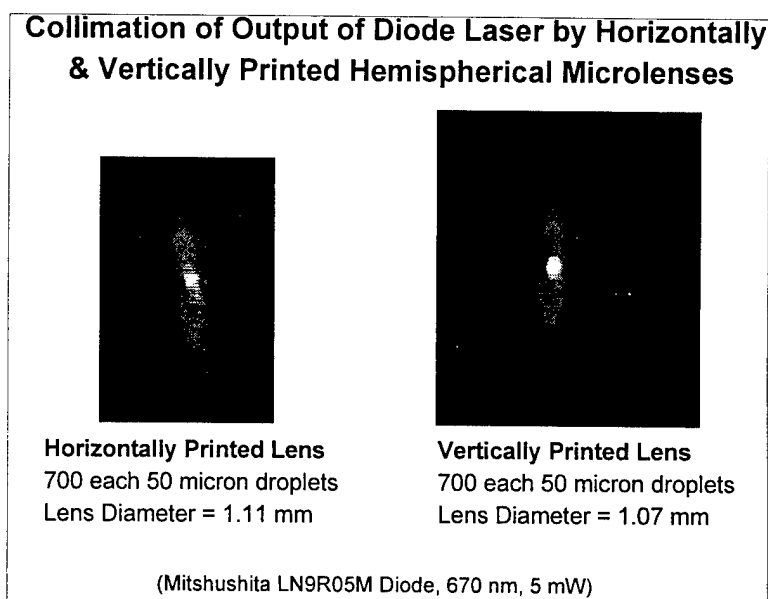 Collimation of Output of Diode Laser by Horizontally
& Vertically Printed Hemispherical Microlenses
Horizontally Printed Lens
700 each 50 micron droplets
Lens Diameter = 1.11 mm
Vertically Printed Lens
700 each 50 micron droplets
Lens Diameter = 1.07 mm
(Mitshushita LN9R05M Diode, 670 nm, 5 mW)